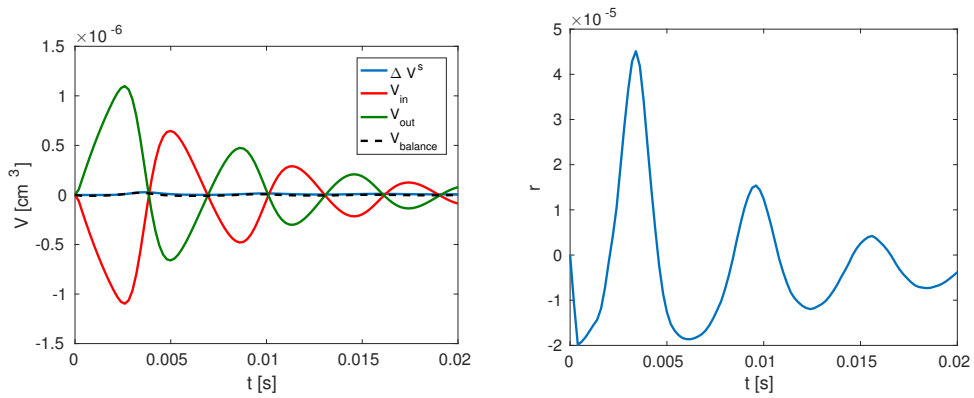 ×10⁻⁶
1.5
1
0.5
0
-0.5
-1
-1.5
V [cm³]
Δ Vˢ
V_in
V_out
V_balance
0 0.005 0.01 0.015 0.02
t [s]
×10⁻⁵
5
4
3
2
1
0
-1
-2
r
0 0.005 0.01 0.015 0.02
t [s]